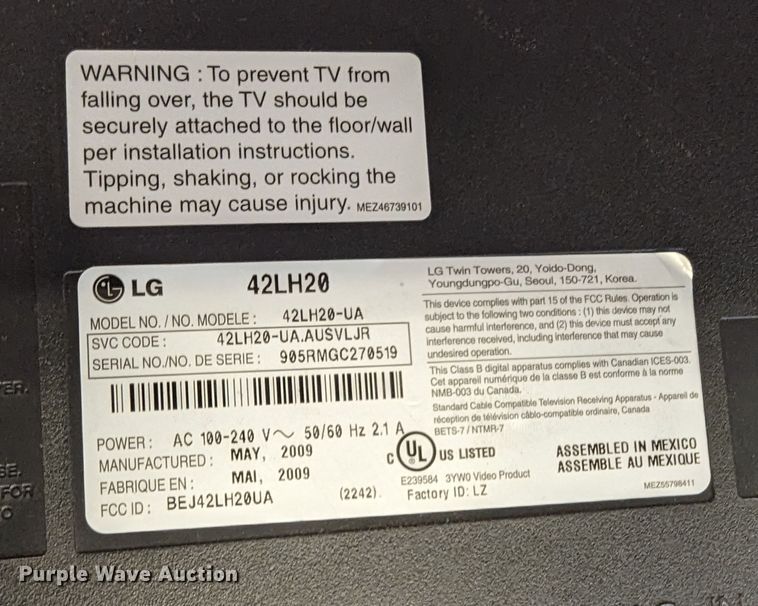 WARNING : To prevent TV from
falling over, the TV should be
securely attached to the floor/wall
per installation instructions.
Tipping, shaking, or rocking the
machine may cause injury. MEZ46739101
LG 42LH20
MODEL NO. / NO. MODELE : 42LH20-UA
SVC CODE : 42LH20-UA.AUSVLJR
SERIAL NO./NO. DE SERIE : 905RMGC270519
POWER : AC 100-240 V~ 50/60 Hz 2.1 A
MANUFACTURED : MAY, 2009
FABRIQUE EN : MAI, 2009
FCC ID : BEJ42LH20UA (2242).
LG Twin Towers, 20, Yoido-Dong,
Youngdungpo-Gu, Seoul, 150-721, Korea.
This device complies with part 15 of the FCC Rules. Operation is
subject to the following two conditions : (1) this device may not
cause harmful interference, and (2) this device must accept any
interference received, including interference that may cause
undesired operation.
This Class B digital apparatus complies with Canadian ICES-003.
Cet appareil numérique de la classe B est conforme à la norme
NMB-003 du Canada.
Standard Cable Compatible Television Receiving Apparatus - Appareil de
réception de télévision câblo-compatible ordinaire, Canada
BETS-7 / NTMR-7
C UL US LISTED
E239584 3YW0 Video Product
Factory ID: LZ
ASSEMBLED IN MEXICO
ASSEMBLE AU MEXIQUE
MEZ55798411
ER.
SE.
FOR
O
Purple Wave Auction